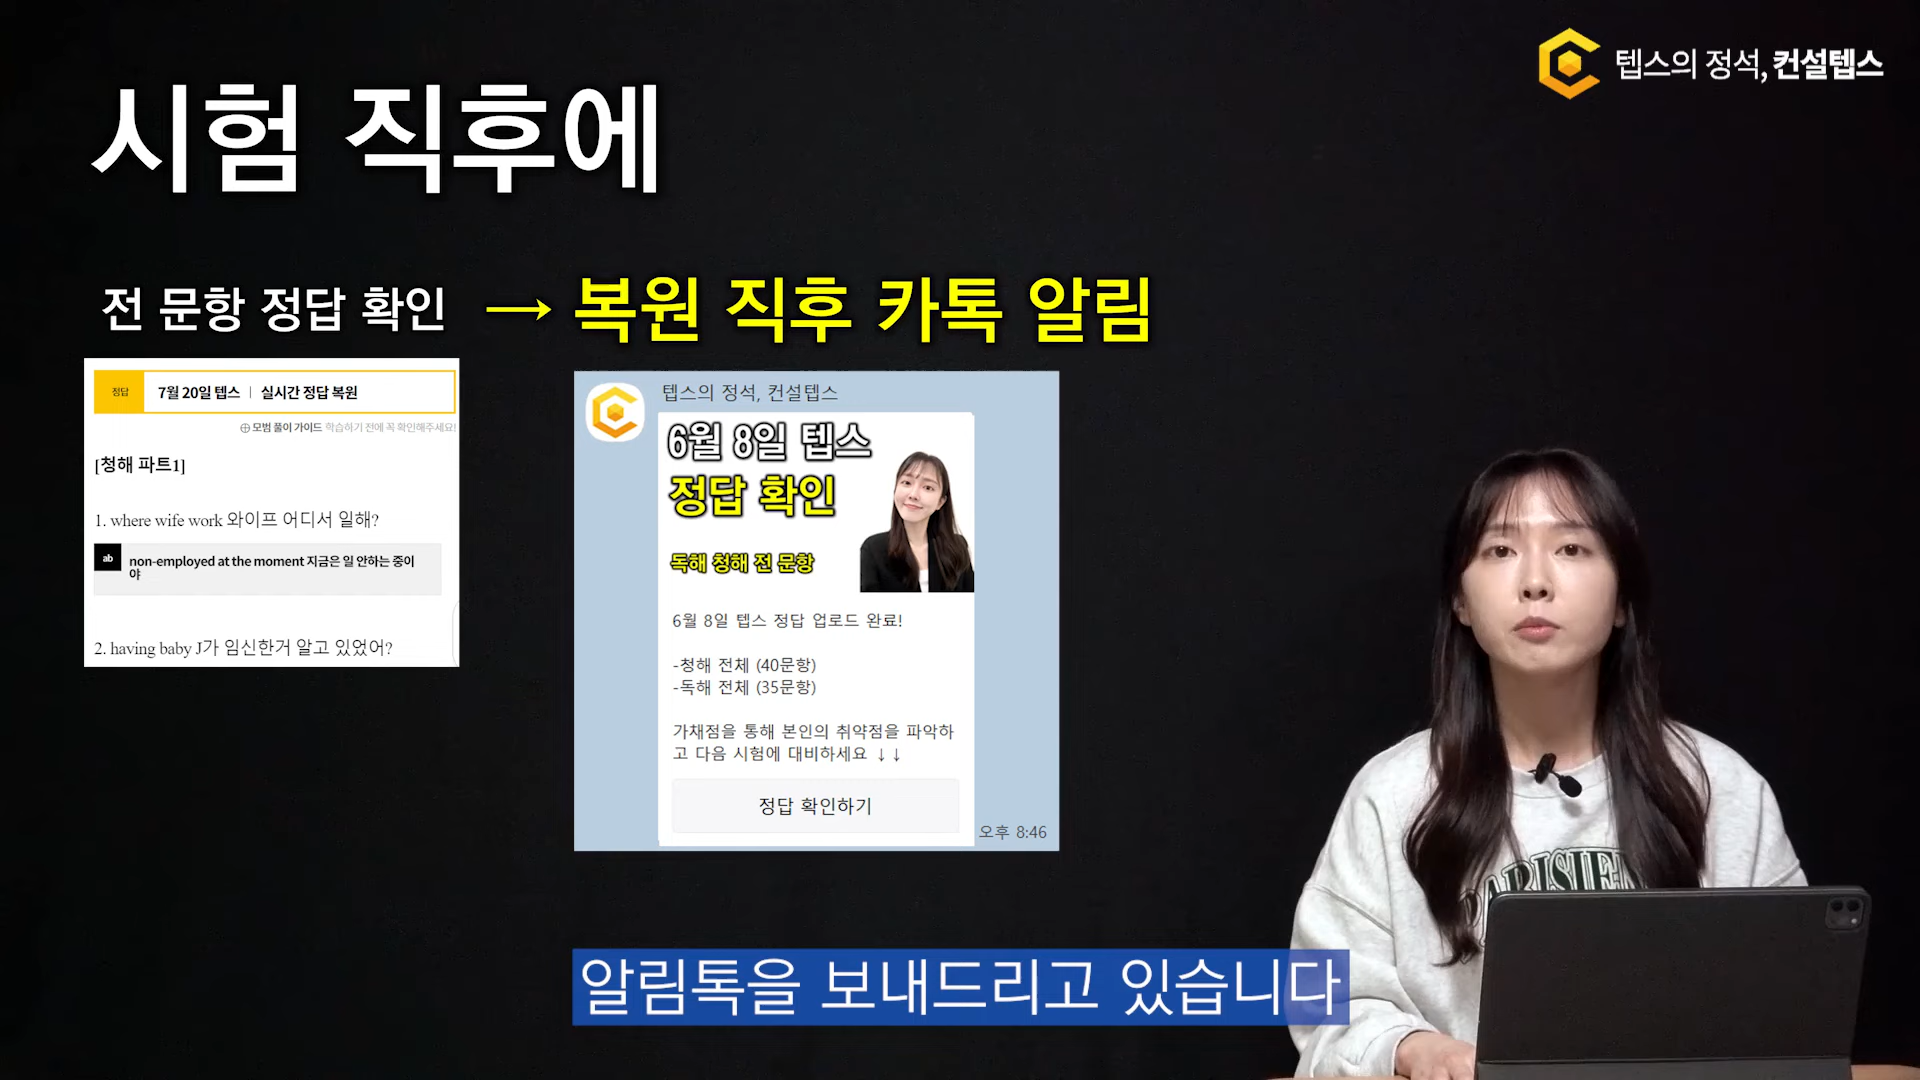 텝스의 정석, 컨설텝스
시험 직후에
전 문항 정답 확인 → 복원 직후 카톡 알림
정답 7월 20일 텝스 | 실시간 정답 복원
모범 풀이 가이드 학습하기 전에 꼭 확인해주세요!
[청해 파트1]
1. where wife work 와이프 어디서 일해?
ab non-employed at the moment 지금은 일 안하는 중이
야
2. having baby J가 임신한거 알고 있었어?
텝스의 정석, 컨설텝스
6월 8일 텝스
정답 확인
독해 청해 전 문항
6월 8일 텝스 정답 업로드 완료!
-청해 전체 (40문항)
-독해 전체 (35문항)
가채점을 통해 본인의 취약점을 파악하
고 다음 시험에 대비하세요 ↓↓
정답 확인하기
오후 8:46
알림톡을 보내드리고 있습니다